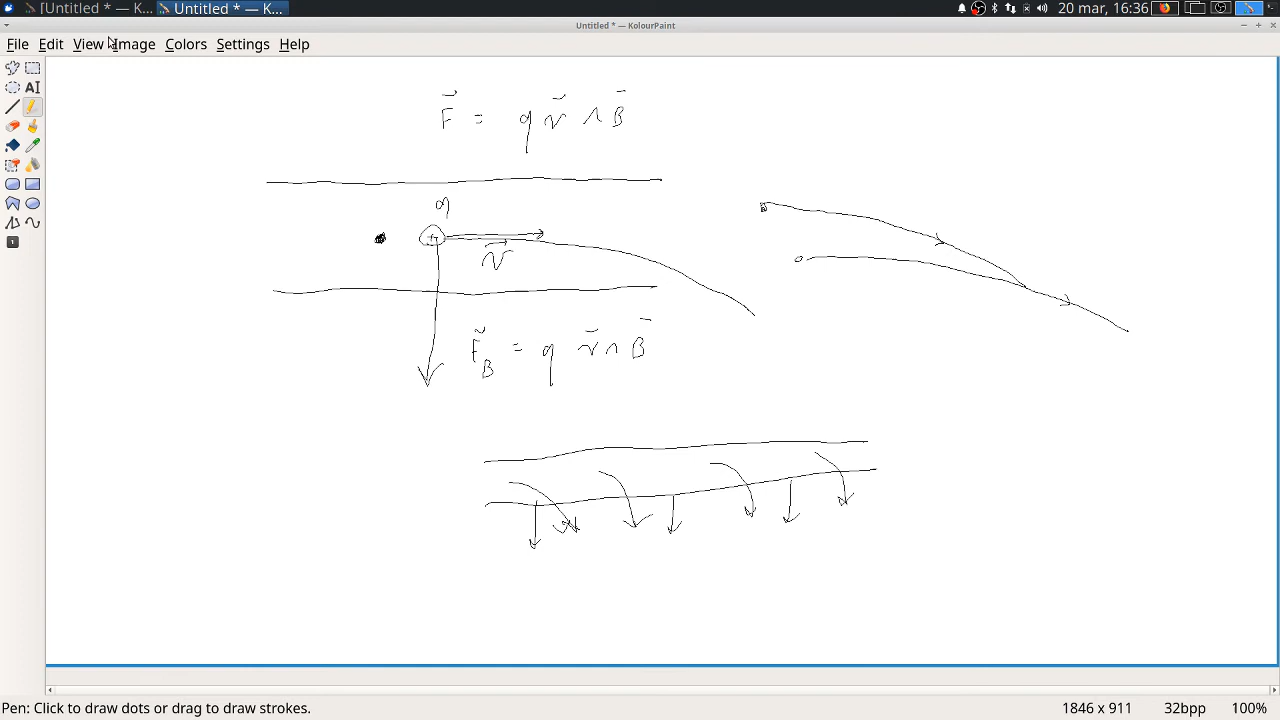 [Untitled * — K... Untitled * — K... 20 mar, 16:36
Untitled * — KolourPaint
File Edit View Image Colors Settings Help
F = q v ∧ B
q
v
F_B = q v ∧ B
Pen: Click to draw dots or drag to draw strokes. 1846 x 911 32bpp 100%